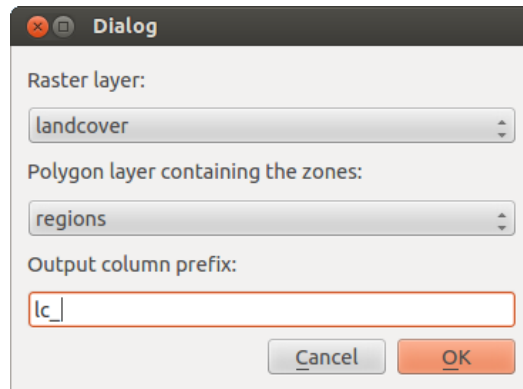 Dialog
Raster layer:
landcover
Polygon layer containing the zones:
regions
Output column prefix:
lc_
Cancel OK